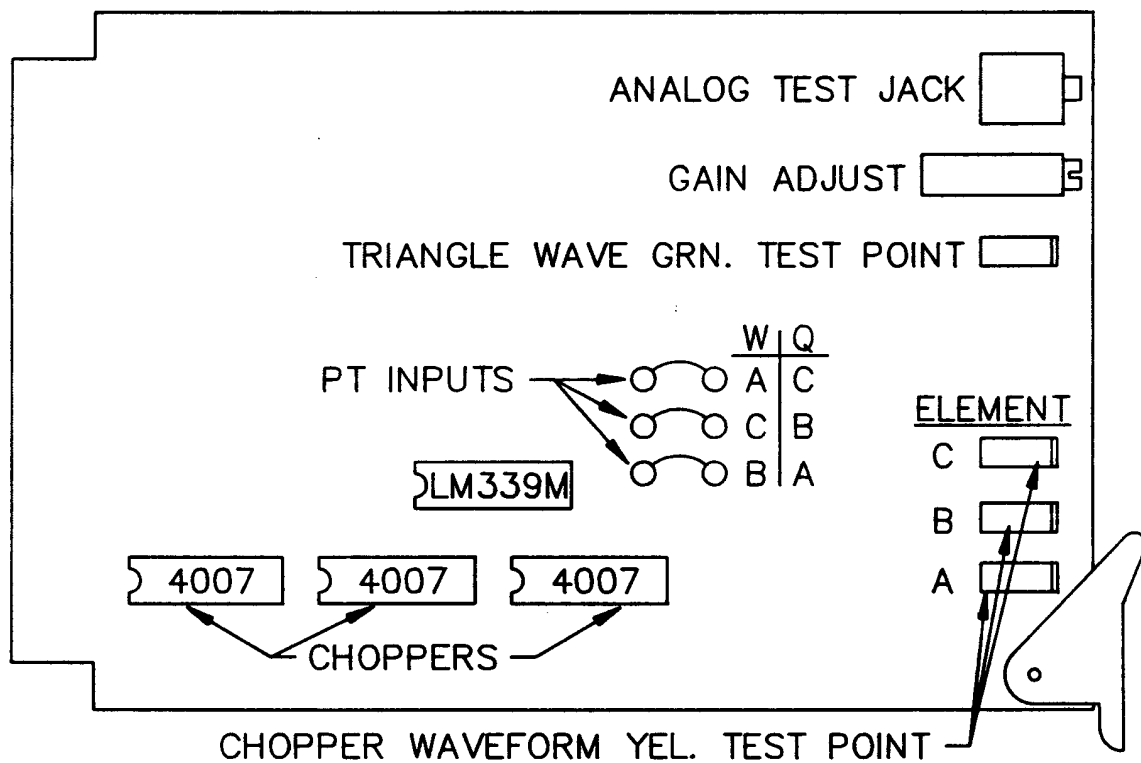 ANALOG TEST JACK
GAIN ADJUST
TRIANGLE WAVE GRN. TEST POINT
W Q
PT INPUTS A C
C B
B A
ELEMENT
C
B
A
LM339M
4007 4007 4007
CHOPPERS
CHOPPER WAVEFORM YEL. TEST POINT